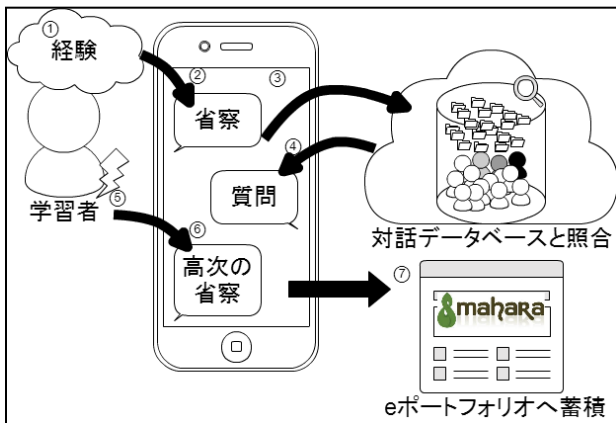 ①
経験
②
③
省察
④
質問
学習者
⑤
対話データベースと照合
⑥
高次の
省察
⑦
mahara
eポートフォリオへ蓄積